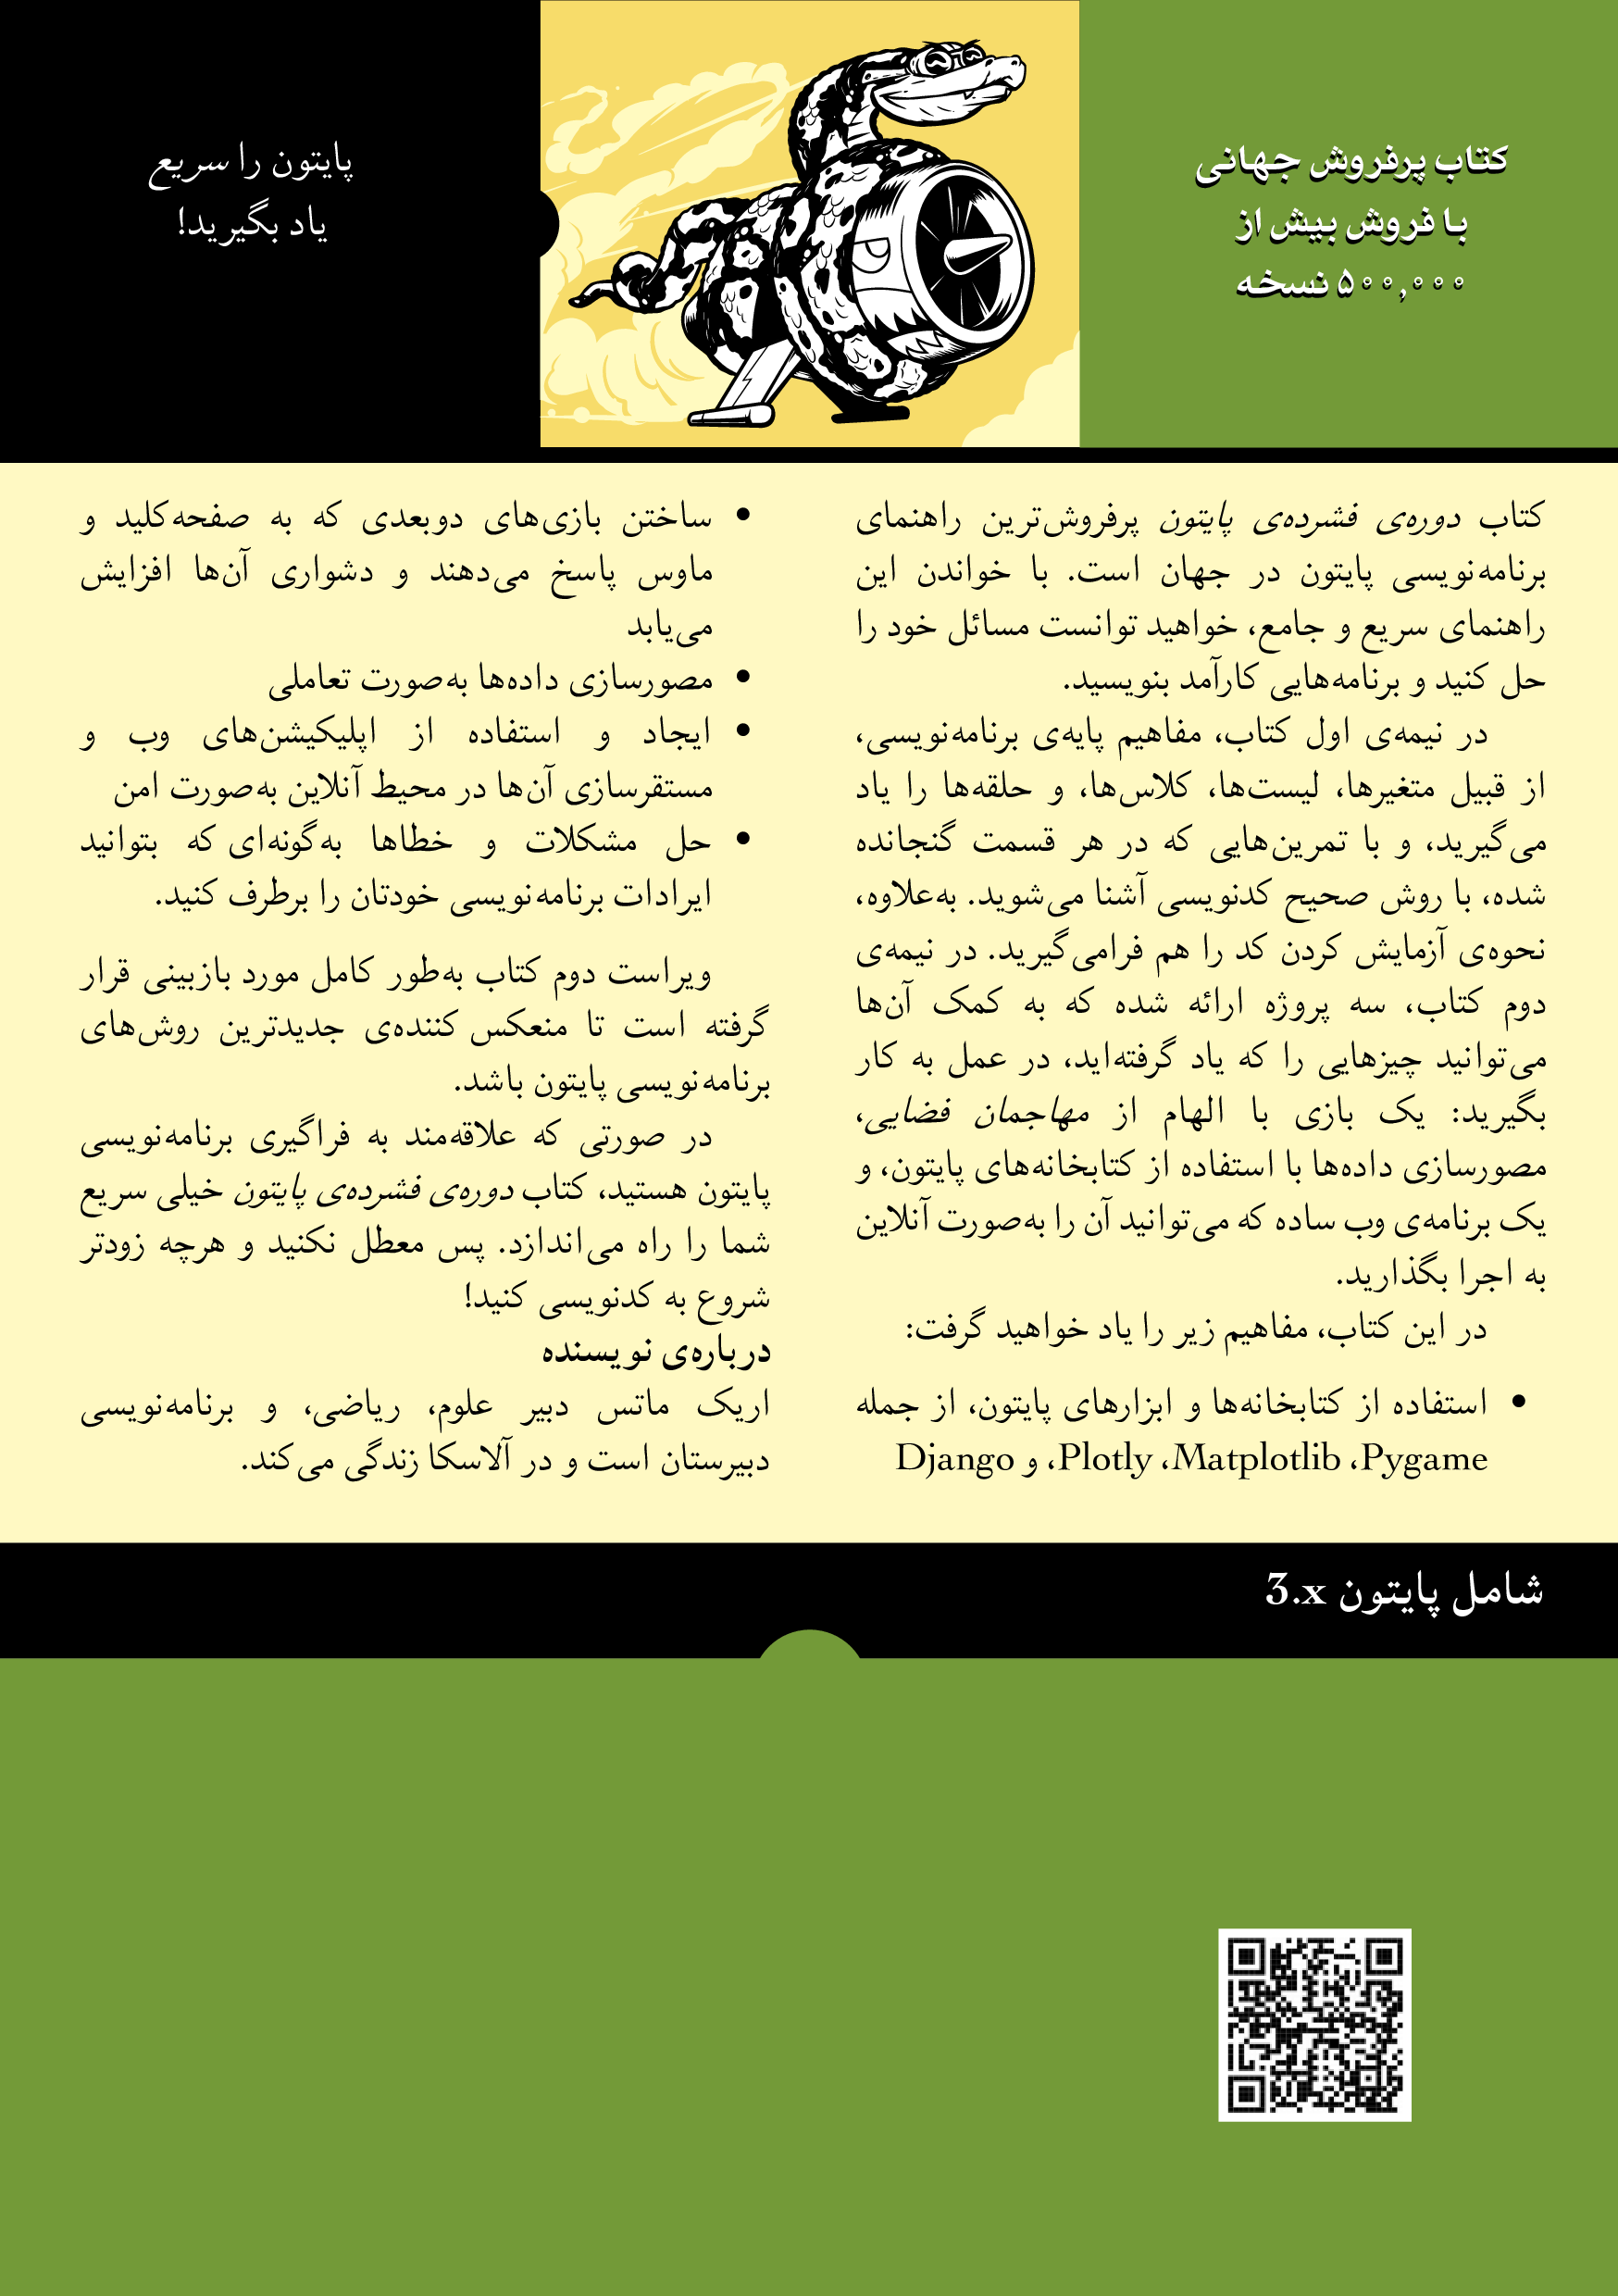 کتاب پرفروش جهانی
با فروش بیش از
۵۰۰,۰۰۰ نسخه
پایتون را سریع
یاد بگیرید!
کتاب دوره‌ی فشرده‌ی پایتون پرفروش‌ترین راهنمای
برنامه‌نویسی پایتون در جهان است. با خواندن این
راهنمای سریع و جامع، خواهید توانست مسائل خود را
حل کنید و برنامه‌هایی کارآمد بنویسید.
در نیمه‌ی اول کتاب، مفاهیم پایه‌ی برنامه‌نویسی،
از قبیل متغیرها، لیست‌ها، کلاس‌ها، و حلقه‌ها را یاد
می‌گیرید، و با تمرین‌هایی که در هر قسمت گنجانده
شده، با روش صحیح کدنویسی آشنا می‌شوید. به‌علاوه،
نحوه‌ی آزمایش کردن کد را هم فرامی‌گیرید. در نیمه‌ی
دوم کتاب، سه پروژه ارائه شده که به کمک آن‌ها
می‌توانید چیزهایی را که یاد گرفته‌اید، در عمل به کار
بگیرید: یک بازی با الهام از مهاجمان فضایی،
مصورسازی داده‌ها با استفاده از کتابخانه‌های پایتون، و
یک برنامه‌ی وب ساده که می‌توانید آن را به‌صورت آنلاین
به اجرا بگذارید.
در این کتاب، مفاهیم زیر را یاد خواهید گرفت:
• استفاده از کتابخانه‌ها و ابزارهای پایتون، از جمله
Pygame، Matplotlib، Plotly، و Django
• ساختن بازی‌های دوبعدی که به صفحه‌کلید و
ماوس پاسخ می‌دهند و دشواری آن‌ها افزایش
می‌یابد
• مصورسازی داده‌ها به‌صورت تعاملی
• ایجاد و استفاده از اپلیکیشن‌های وب و
مستقرسازی آن‌ها در محیط آنلاین به‌صورت امن
• حل مشکلات و خطاها به‌گونه‌ای که بتوانید
ایرادات برنامه‌نویسی خودتان را برطرف کنید.
ویراست دوم کتاب به‌طور کامل مورد بازبینی قرار
گرفته است تا منعکس کننده‌ی جدیدترین روش‌های
برنامه‌نویسی پایتون باشد.
در صورتی که علاقه‌مند به فراگیری برنامه‌نویسی
پایتون هستید، کتاب دوره‌ی فشرده‌ی پایتون خیلی سریع
شما را راه می‌اندازد. پس معطل نکنید و هرچه زودتر
شروع به کدنویسی کنید!
درباره‌ی نویسنده
اریک ماتس دبیر علوم، ریاضی، و برنامه‌نویسی
دبیرستان است و در آلاسکا زندگی می‌کند.
شامل پایتون 3.x